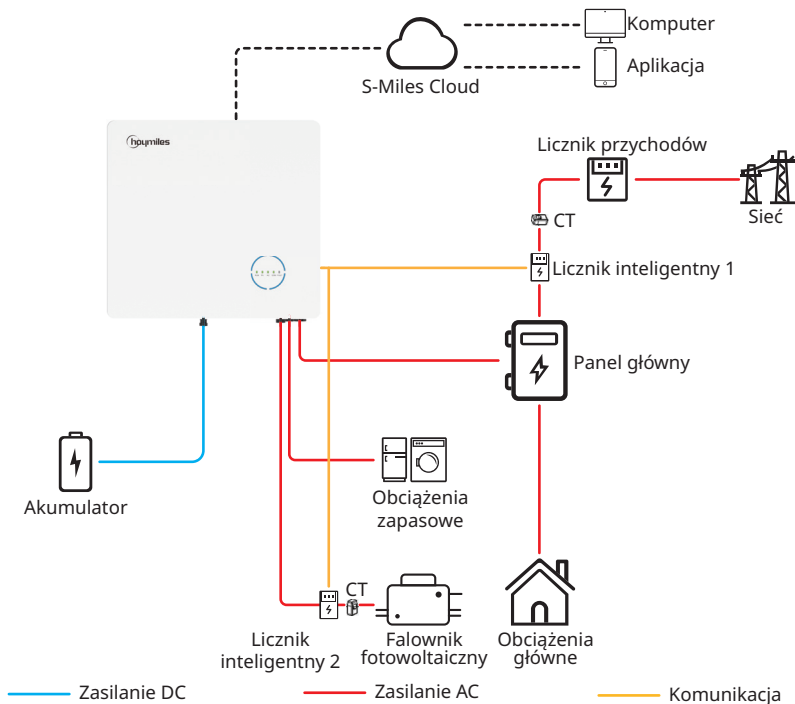 Komputer
Aplikacja
S-Miles Cloud
hoymiles
Licznik przychodów
Sieć
CT
Licznik inteligentny 1
Panel główny
Akumulator
Obciążenia
zapasowe
CT
Licznik
inteligentny 2
Falownik
fotowoltaiczny
Obciążenia
główne
Zasilanie DC
Zasilanie AC
Komunikacja